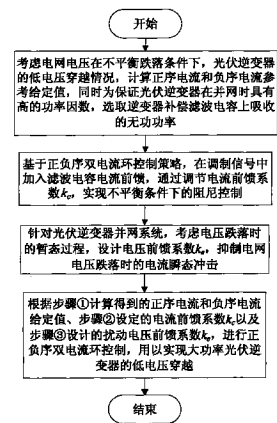 开始
考虑电网电压在不平衡跌落条件下，光伏逆变器
的低电压穿越情况，计算正序电流和负序电流参
考给定值，同时为保证光伏逆变器在并网时具有
高的功率因数，选取逆变器补偿滤波电容上吸收
的无功功率
基于正负序双电流环控制策略，在调制信号中
加入滤波电容电流前馈，通过调节电流前馈系
数kc，实现不平衡条件下的阻尼控制
针对光伏逆变器并网系统，考虑电压跌落时
的暂态过程，设计电压前馈系数kv，抑制电网
电压跌落时的电流瞬态冲击
根据步骤①计算得到的正序电流和负序电流
给定值、步骤②设定的电流前馈系数kc以及
步骤③设计的扰动电压前馈系数kv，进行正
负序双电流环控制，用以实现大功率光伏逆
变器的低电压穿越
结束